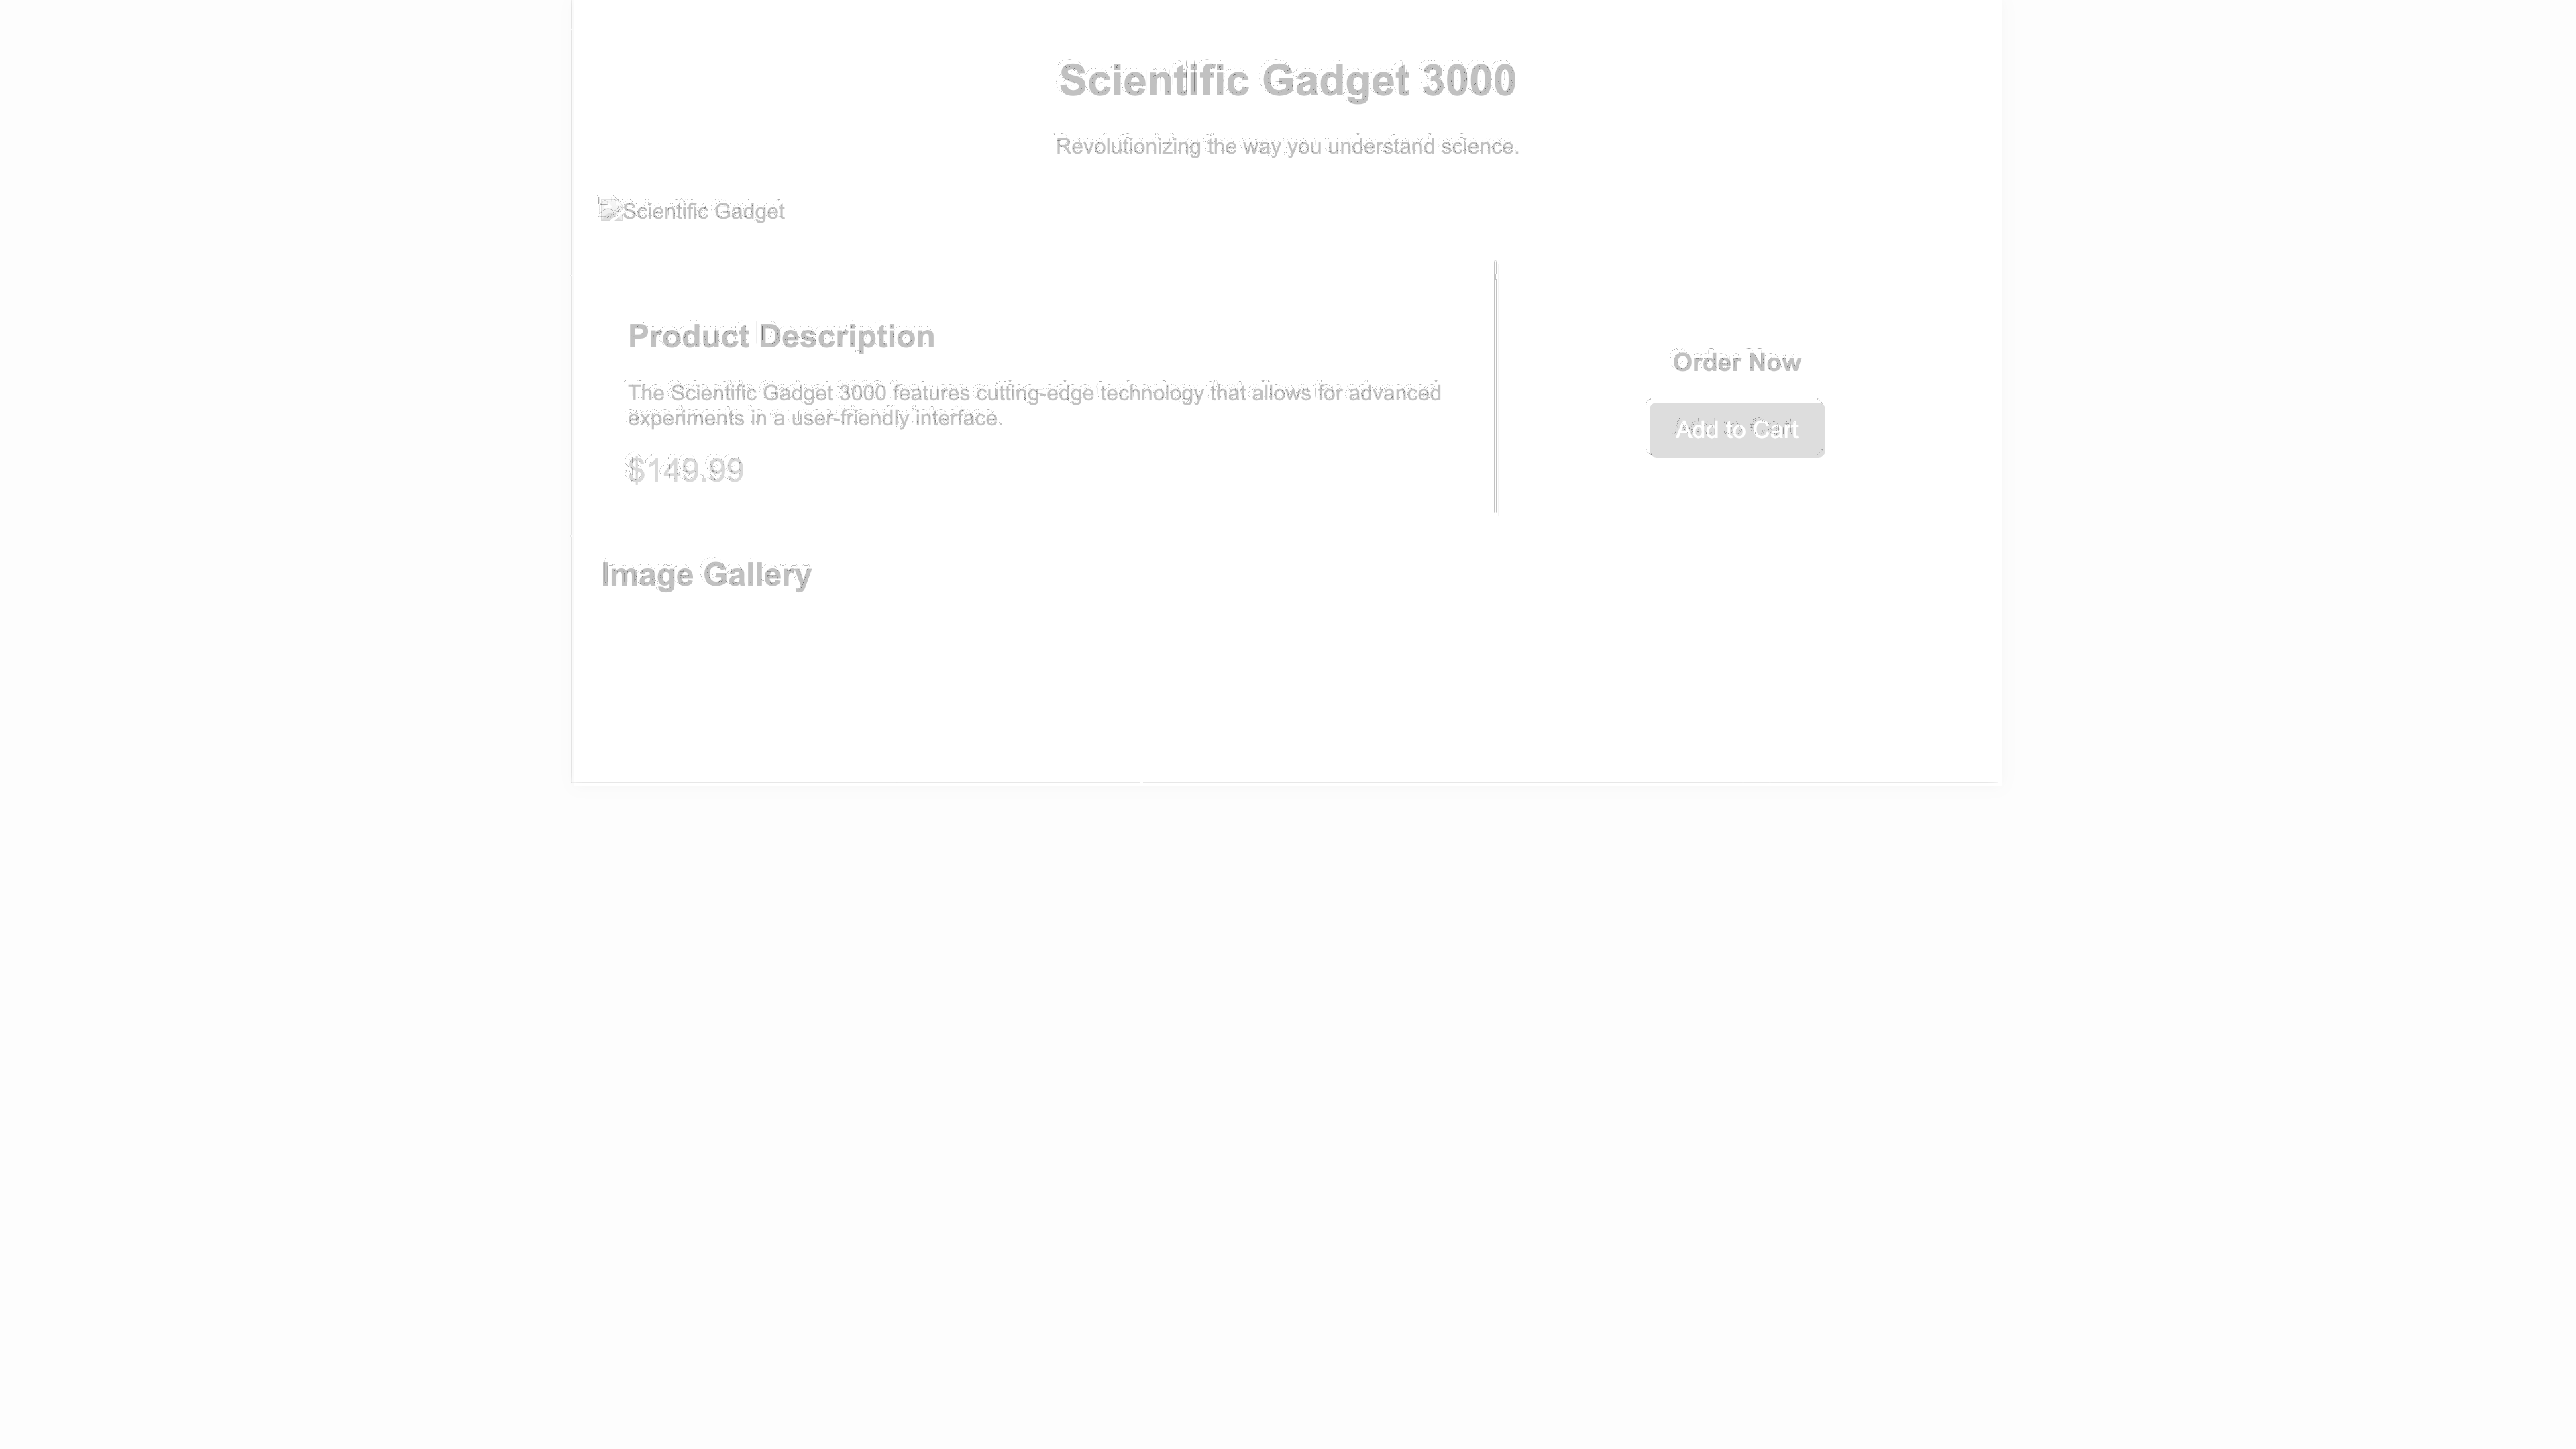 Scientific Gadget 3000
Revolutionizing the way you understand science.
Scientific Gadget
Product Description
The Scientific Gadget 3000 features cutting-edge technology that allows for advanced
experiments in a user-friendly interface.
$149.99
Order Now
Add to Cart
Image Gallery